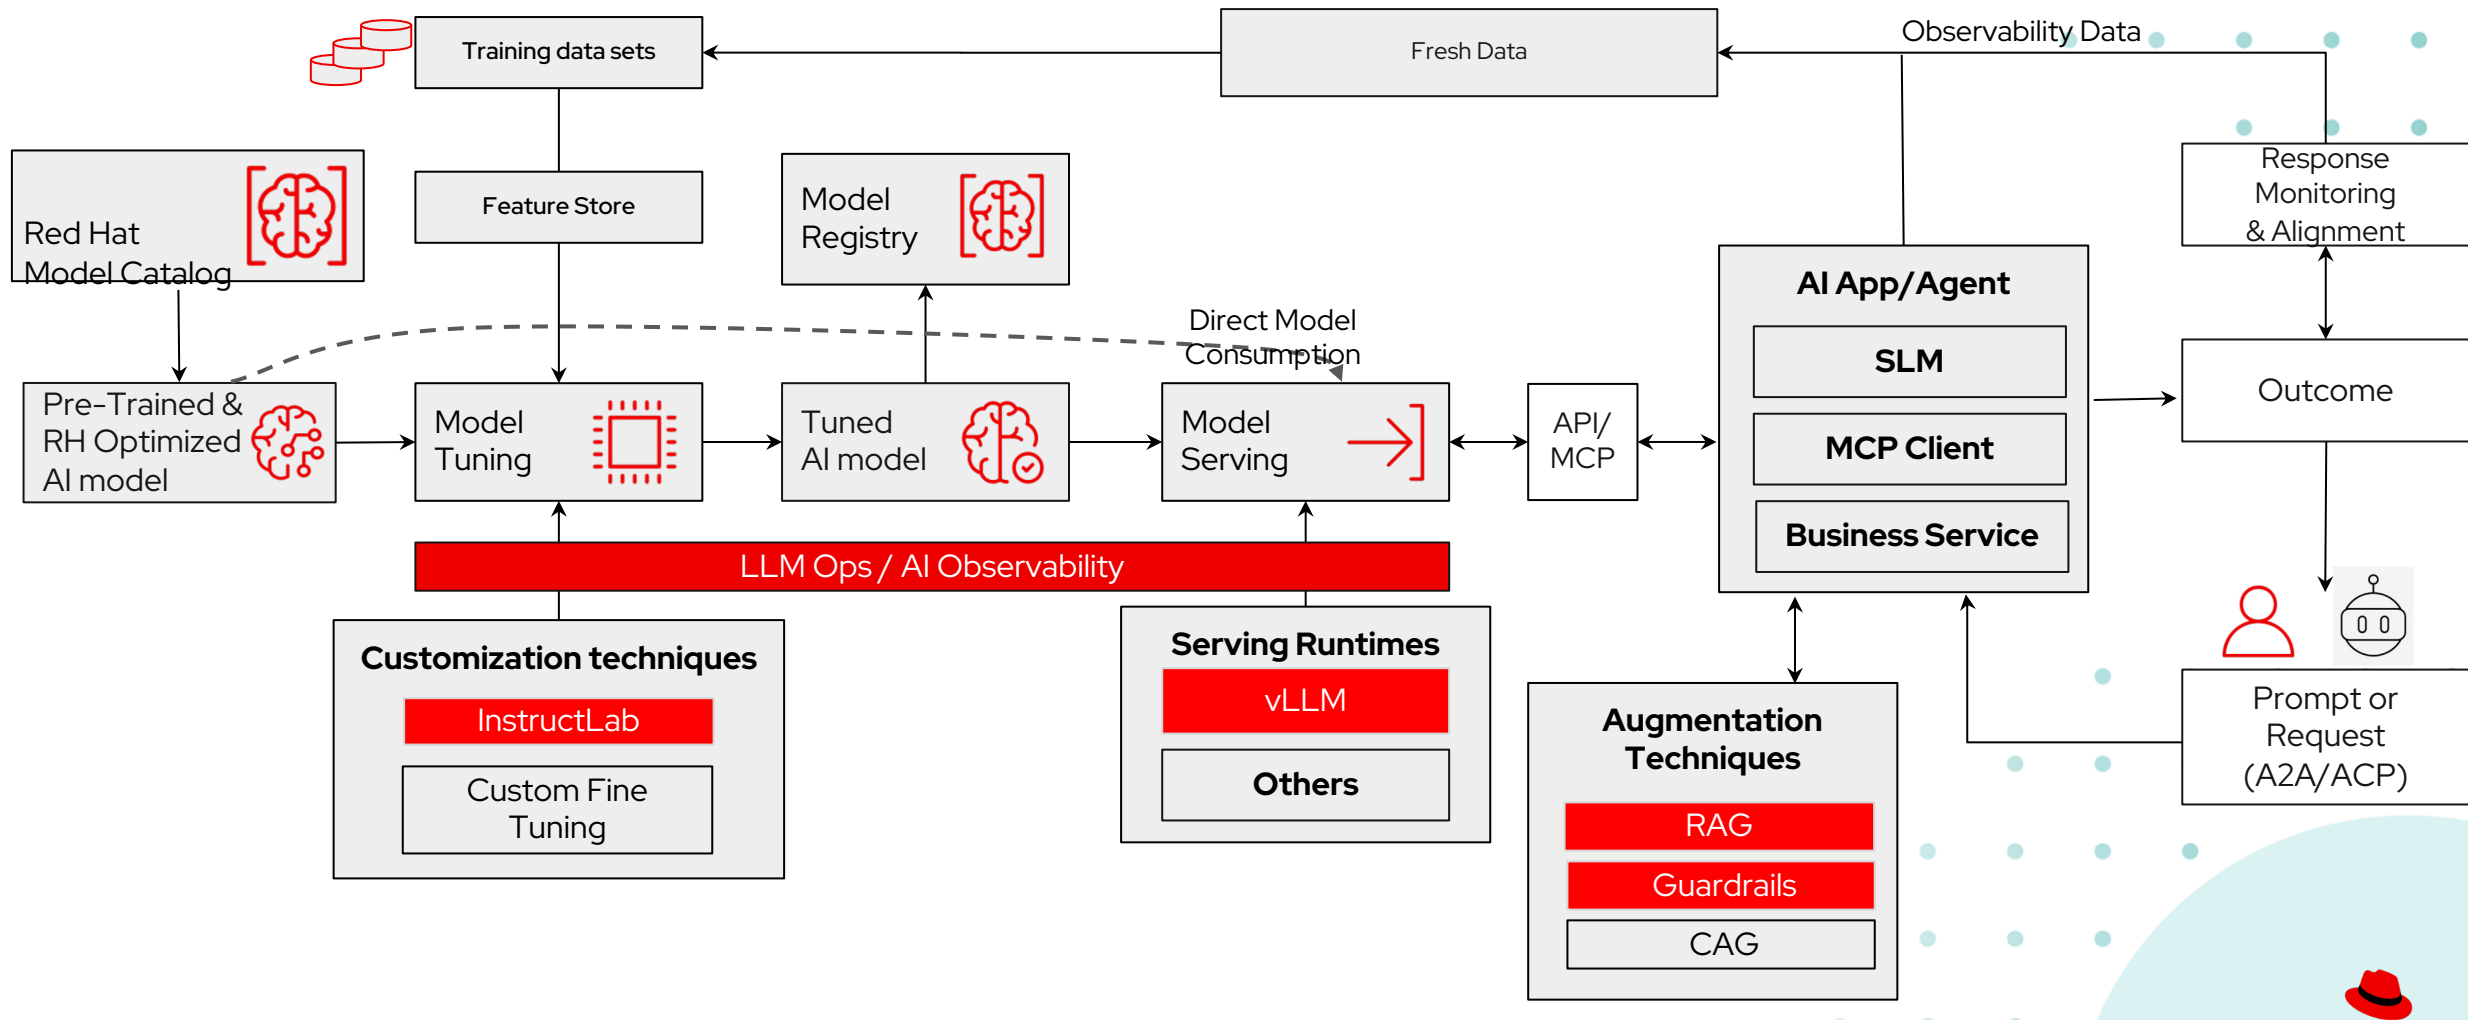 Training data sets
Fresh Data
Observability Data
Red Hat
Model Catalog
Feature Store
Model
Registry
Response
Monitoring
& Alignment
Direct Model
Consumption
AI App/Agent
SLM
MCP Client
Business Service
Outcome
Pre-Trained &
RH Optimized
AI model
Model
Tuning
Tuned
AI model
Model
Serving
API/
MCP
LLM Ops / AI Observability
Customization techniques
InstructLab
Custom Fine
Tuning
Serving Runtimes
vLLM
Others
Augmentation
Techniques
RAG
Guardrails
CAG
Prompt or
Request
(A2A/ACP)